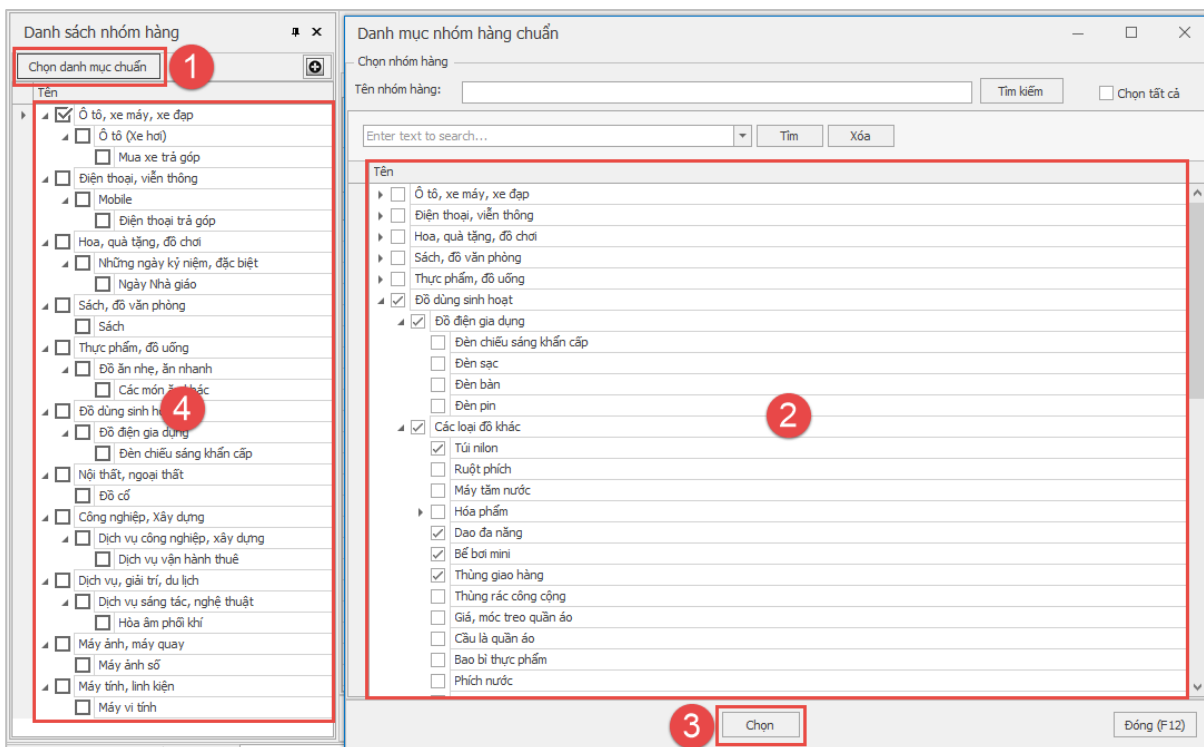 Danh sách nhóm hàng
Chọn danh mục chuẩn
1
Tên
Ô tô, xe máy, xe đạp
Ô tô (Xe hơi)
Mua xe trả góp
Điện thoại, viễn thông
Mobile
Điện thoại trả góp
Hoa, quà tặng, đồ chơi
Những ngày kỷ niệm, đặc biệt
Ngày Nhà giáo
Sách, đồ văn phòng
Sách
Thực phẩm, đồ uống
Đồ ăn nhẹ, ăn nhanh
Các món
4
Đồ dùng sinh
Đồ điện gia dụng
Đèn chiếu sáng khẩn cấp
Nội thất, ngoại thất
Đồ cổ
Công nghiệp, Xây dựng
Dịch vụ công nghiệp, xây dựng
Dịch vụ vận hành thuê
Dịch vụ, giải trí, du lịch
Dịch vụ sáng tác, nghệ thuật
Hòa âm phối khí
Máy ảnh, máy quay
Máy ảnh số
Máy tính, linh kiện
Máy vi tính
Danh mục nhóm hàng chuẩn
Chọn nhóm hàng
Tên nhóm hàng: Tìm kiếm Chọn tất cả
Enter text to search... Tìm Xóa
Tên
Ô tô, xe máy, xe đạp
Điện thoại, viễn thông
Hoa, quà tặng, đồ chơi
Sách, đồ văn phòng
Thực phẩm, đồ uống
Đồ dùng sinh hoạt
Đồ điện gia dụng
Đèn chiếu sáng khẩn cấp
Đèn sạc
Đèn bàn
Đèn pin
2
Các loại đồ khác
Túi nilon
Ruột phích
Máy tăm nước
Hóa phẩm
Dao đa năng
Bể bơi mini
Thùng giao hàng
Thùng rác công cộng
Giá, móc treo quần áo
Cầu là quần áo
Bao bì thực phẩm
Phích nước
3 Chọn Đóng (F12)